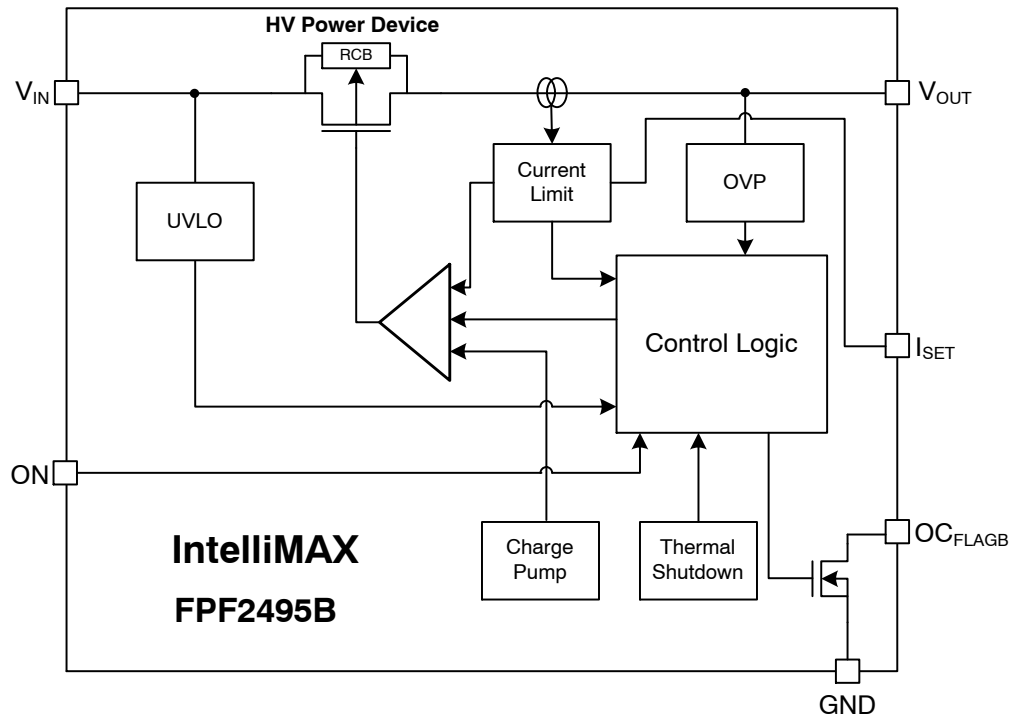 HV Power Device
RCB
VIN
VOUT
Current
Limit
OVP
UVLO
Control Logic
ISET
ON
OCFLAGB
IntelliMAX
FPF2495B
Charge
Pump
Thermal
Shutdown
GND